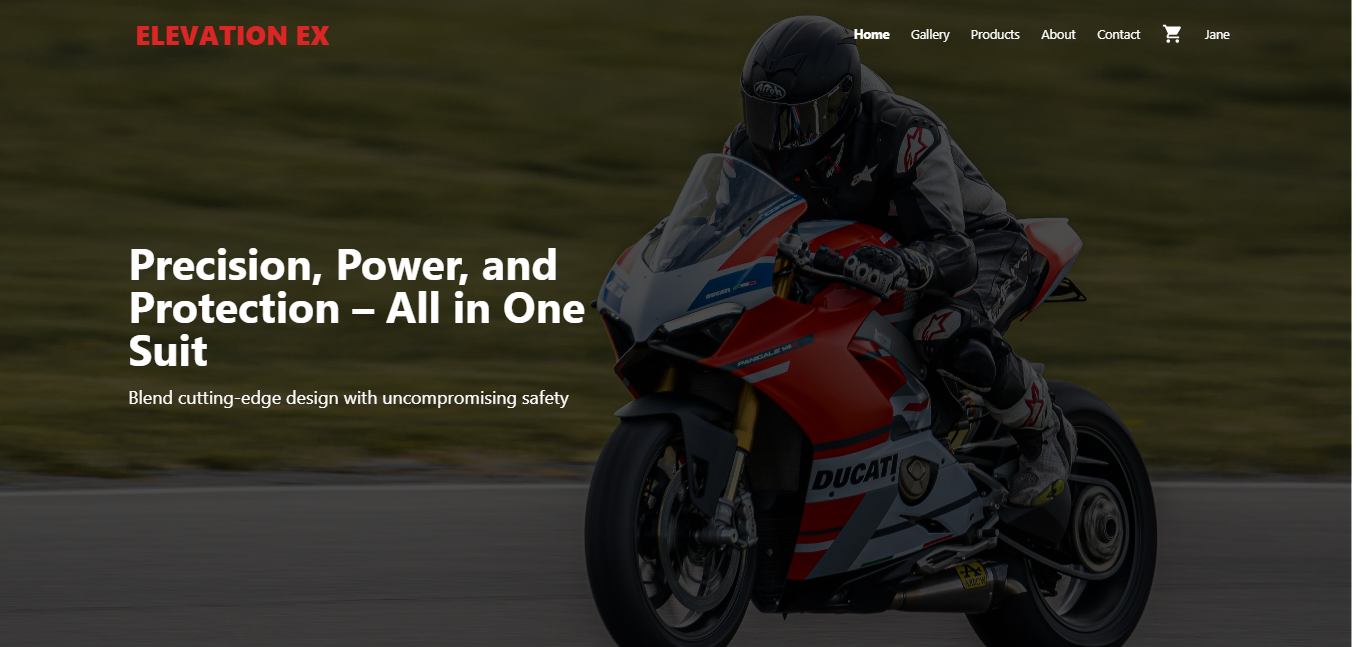 ELEVATION EX
Home Gallery Products About Contact Jane
Precision, Power, and
Protection – All in One
Suit
Blend cutting-edge design with uncompromising safety
PANIGALE V4
DUCATI